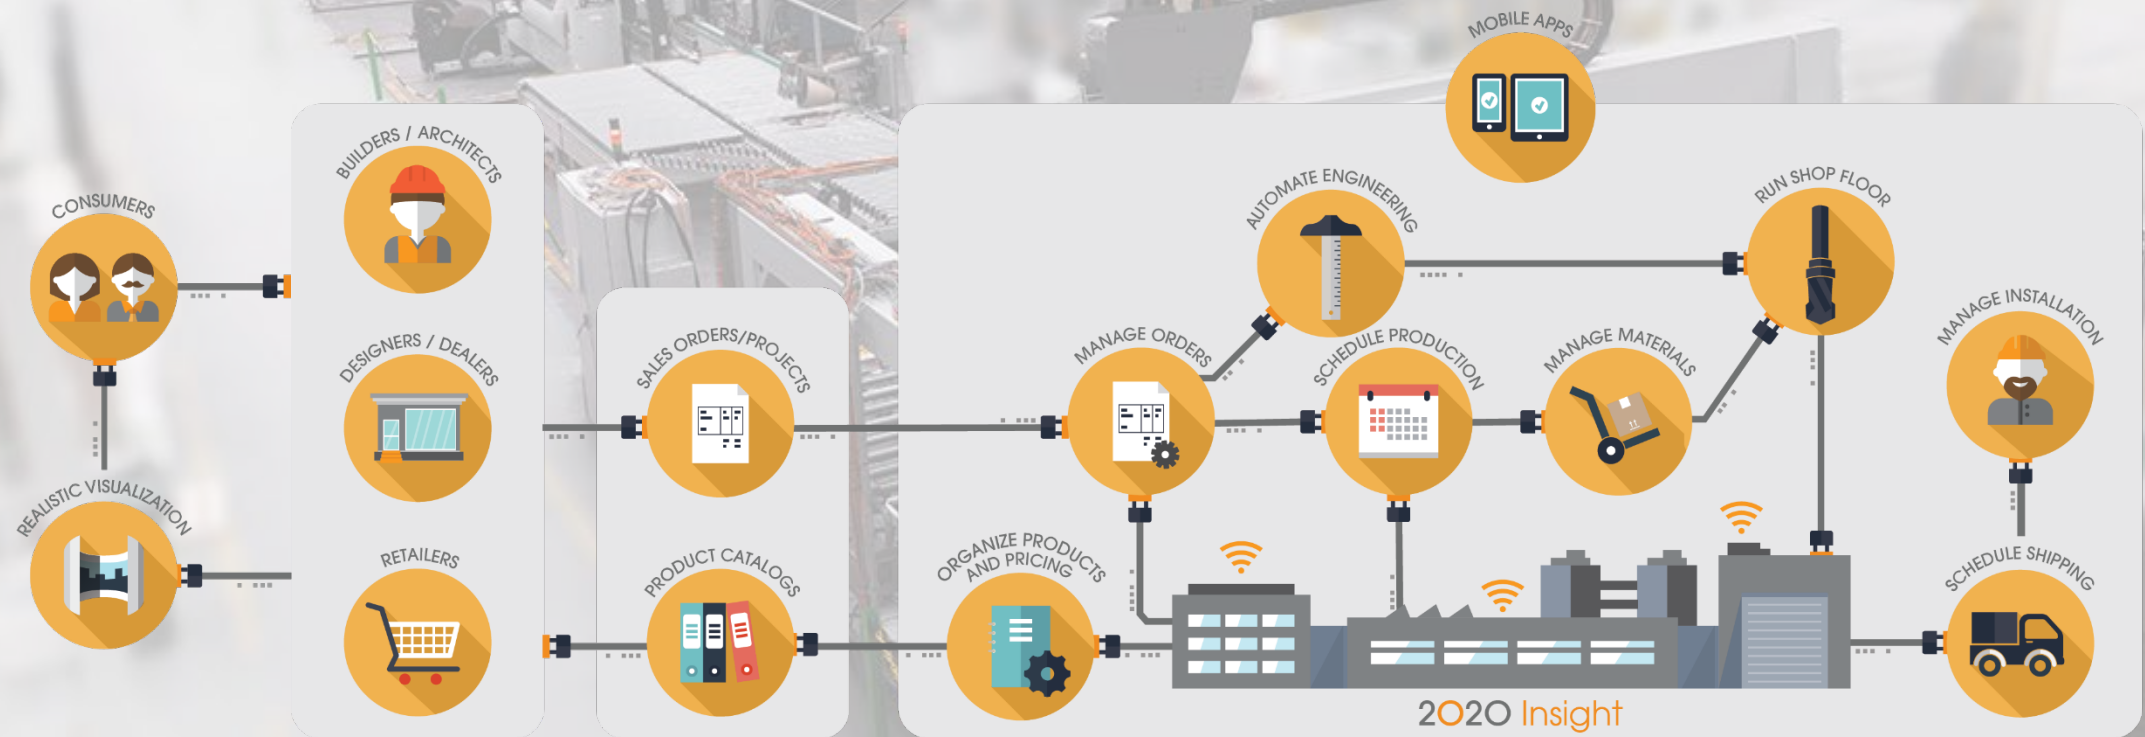 MOBILE APPS
BUILDERS / ARCHITECTS
CONSUMERS
AUTOMATE ENGINEERING
RUN SHOP FLOOR
DESIGNERS / DEALERS
SALES ORDERS/PROJECTS
MANAGE ORDERS
SCHEDULE PRODUCTION
MANAGE MATERIALS
MANAGE INSTALLATION
REALISTIC VISUALIZATION
RETAILERS
PRODUCT CATALOGS
ORGANIZE PRODUCTS
AND PRICING
SCHEDULE SHIPPING
2020 Insight